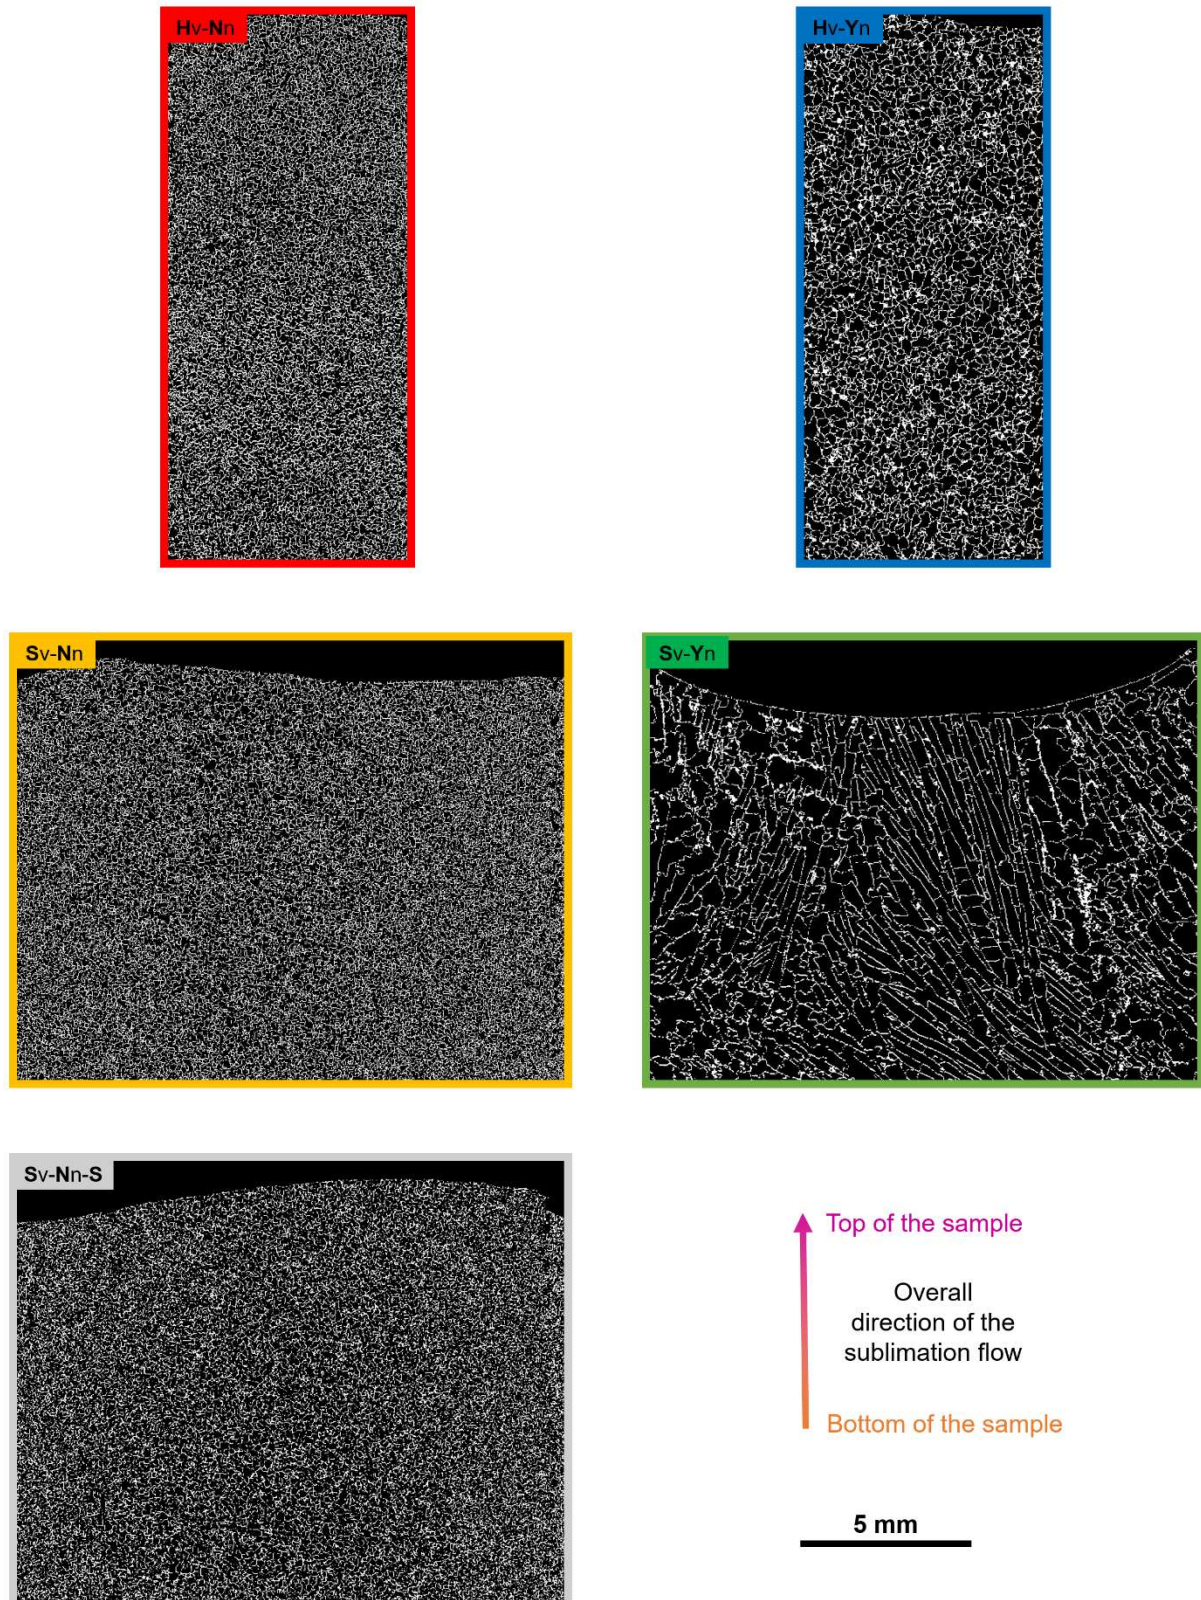 Hv-Nn
Hv-Yn
Sv-Nn
Sv-Yn
Sv-Nn-S
Top of the sample
Overall
direction of the
sublimation flow
Bottom of the sample
5 mm